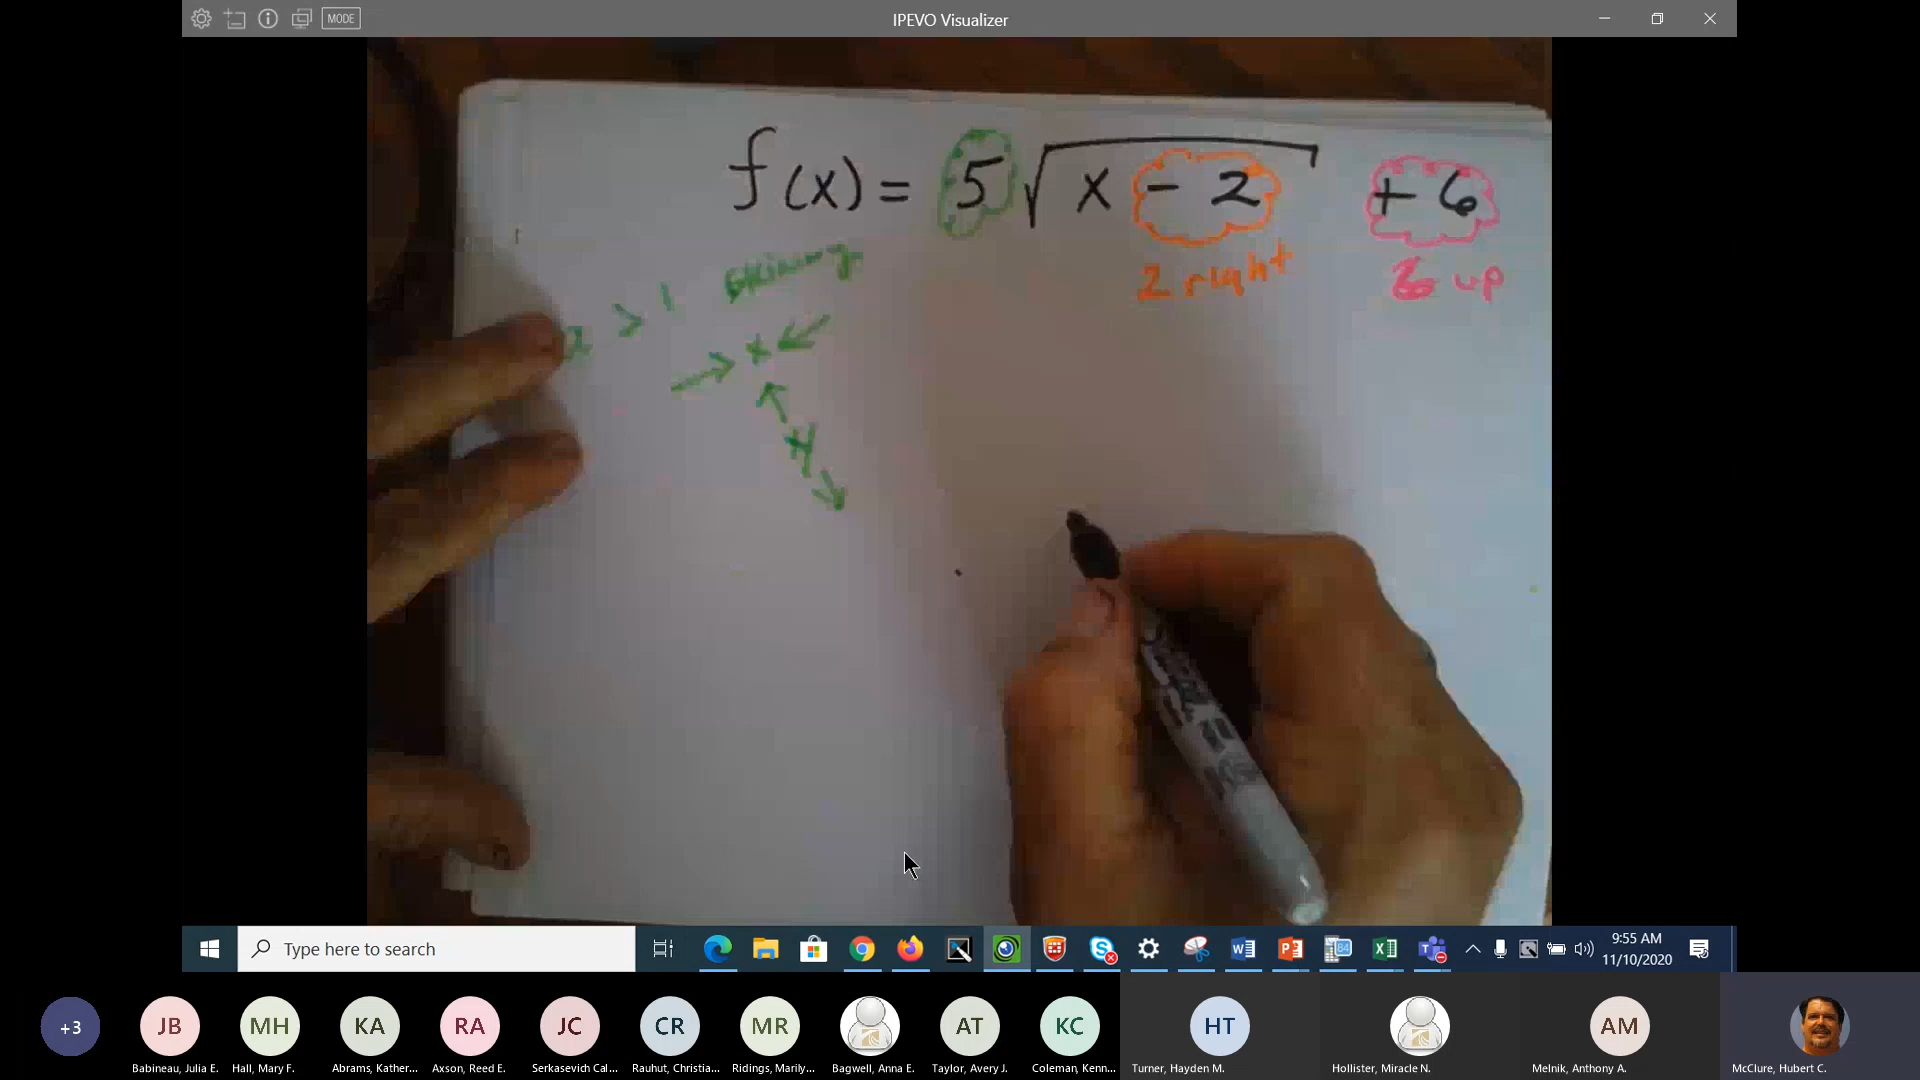 MODE
IPEVO Visualizer
f(x) = 5√x - 2 + 6
2 right
6 up
skinny
a > 1
x
y
Type here to search
9:55 AM
11/10/2020
+3
JB
MH
KA
RA
JC
CR
MR
AT
KC
HT
AM
Babineau, Julia E.
Hall, Mary F.
Abrams, Kather...
Axson, Reed E.
Serkasevich Cal...
Rauhut, Christia...
Ridings, Marily...
Bagwell, Anna E.
Taylor, Avery J.
Coleman, Kenn...
Turner, Hayden M.
Hollister, Miracle N.
Melnik, Anthony A.
McClure, Hubert C.